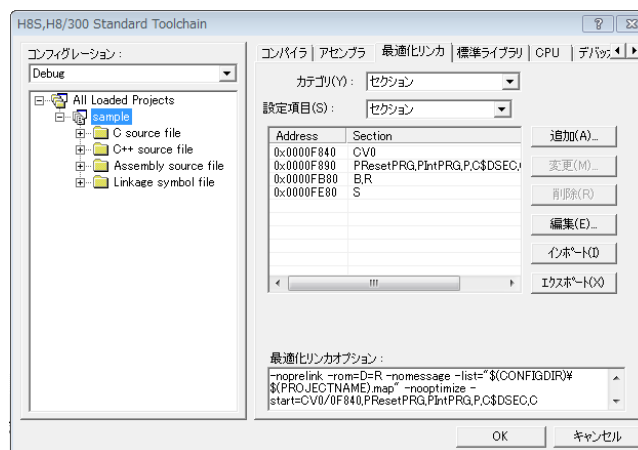 H8S,H8/300 Standard Toolchain
コンフィグレーション :
Debug
All Loaded Projects
sample
C source file
C++ source file
Assembly source file
Linkage symbol file
コンパイラ アセンブラ 最適化リンカ 標準ライブラリ CPU デバッ
カテゴリ(Y) : セクション
設定項目(S) : セクション
Address Section
0x0000F840 CV0
0x0000F890 PResetPRG,PIntPRG,P,C$DSEC,
0x0000FB80 B,R
0x0000FE80 S
追加(A)...
変更(M)...
削除(R)
編集(E)...
インポート(I)
エクスポート(X)
最適化リンカオプション :
-noprelink -rom=D=R -nomessage -list="$(CONFIGDIR)¥
$(PROJECTNAME).map" -nooptimize -
start=CV0/0F840,PResetPRG,PIntPRG,P,C$DSEC,C
OK キャンセル